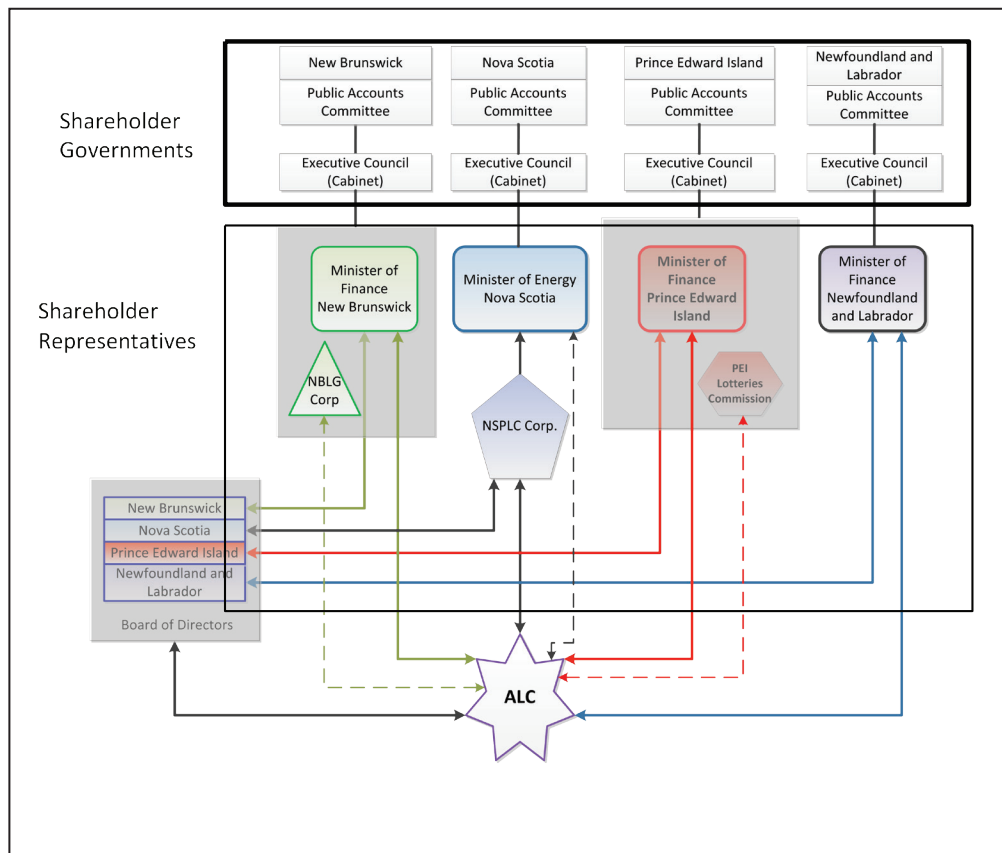 New Brunswick
Public Accounts
Committee
Executive Council
(Cabinet)
Nova Scotia
Public Accounts
Committee
Executive Council
(Cabinet)
Prince Edward Island
Public Accounts
Committee
Executive Council
(Cabinet)
Newfoundland and
Labrador
Public Accounts
Committee
Executive Council
(Cabinet)
Shareholder
Governments
Shareholder
Representatives
Minister of
Finance
New Brunswick
Minister of Energy
Nova Scotia
Minister of
Finance
Prince Edward
Island
Minister of
Finance
Newfoundland
and Labrador
NBLG
Corp
NSPLC Corp.
PEI
Lotteries
Commission
New Brunswick
Nova Scotia
Prince Edward Island
Newfoundland and
Labrador
Board of Directors
ALC